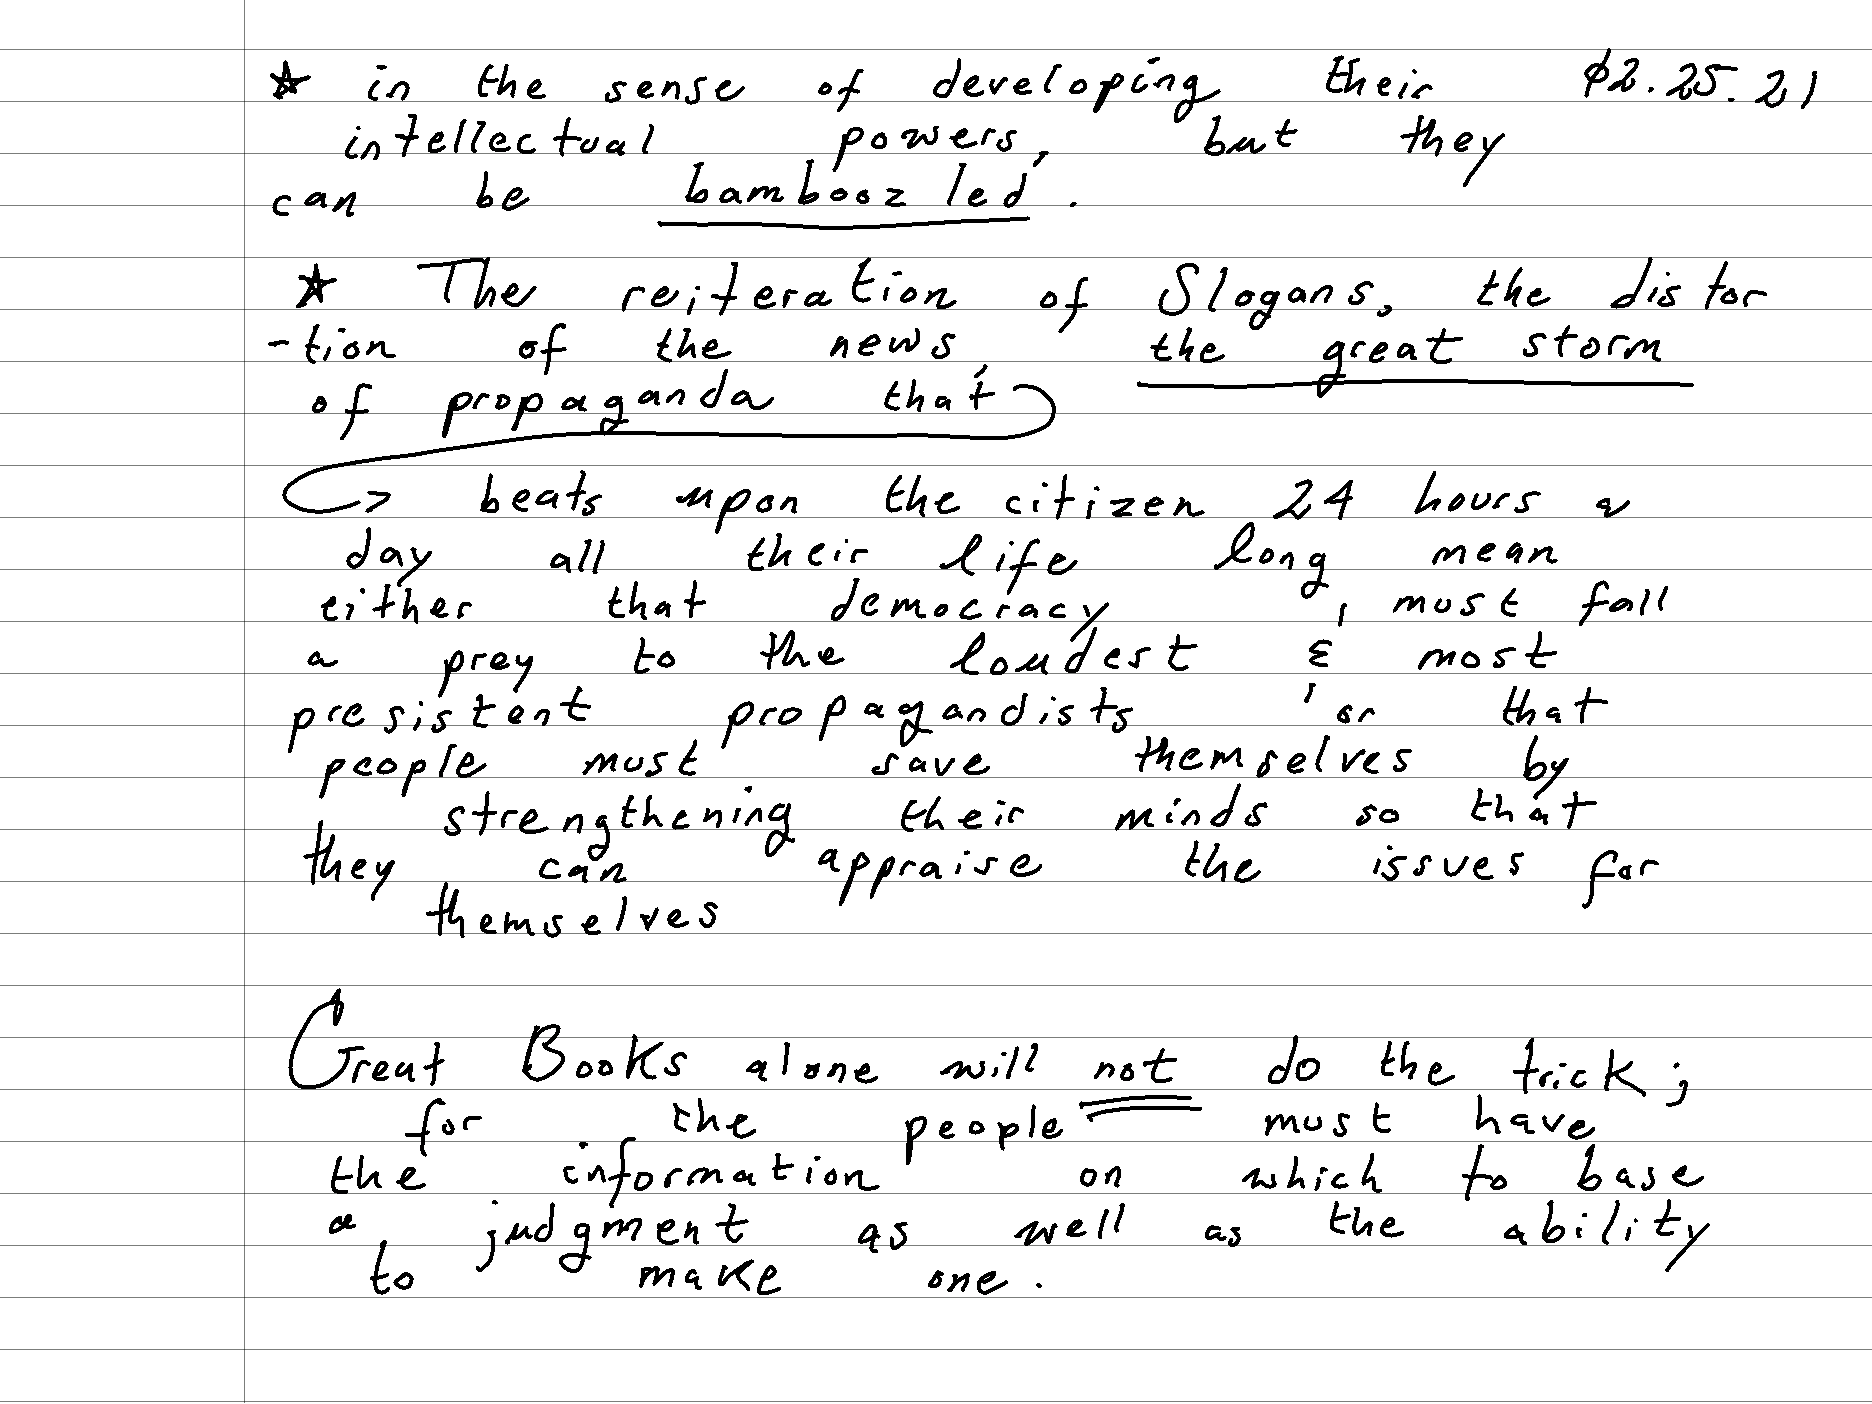 ☆ in the sense of developing their 02.25.21
intellectual powers, but they
can be bamboozled.
☆ The reiteration of Slogans, the distor
-tion of the news, the great storm
of propaganda that
beats upon the citizen 24 hours a
day all their life long mean
either that democracy, must fall
a prey to the loudest & most
presistent propagandists, or that
people must save themselves by
strengthening their minds so that
they can appraise the issues for
themselves
Great Books alone will not do the trick;
for the people must have
the information on which to base
a judgment as well as the ability
to make one.